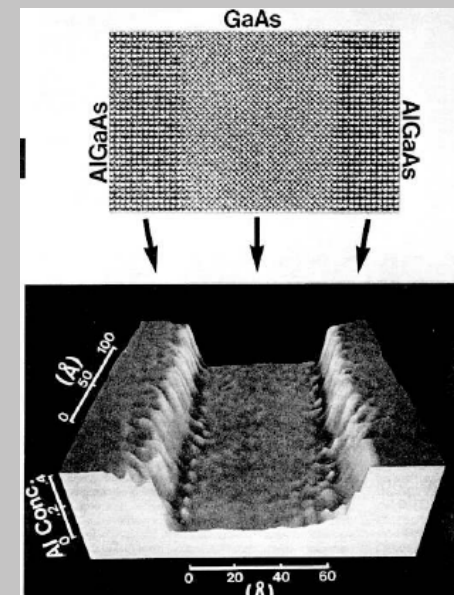 GaAs
AlGaAs
AlGaAs
(Å)
0 50 100
Al Conc.
0 .2 .4
0 20 40 60
(Å)